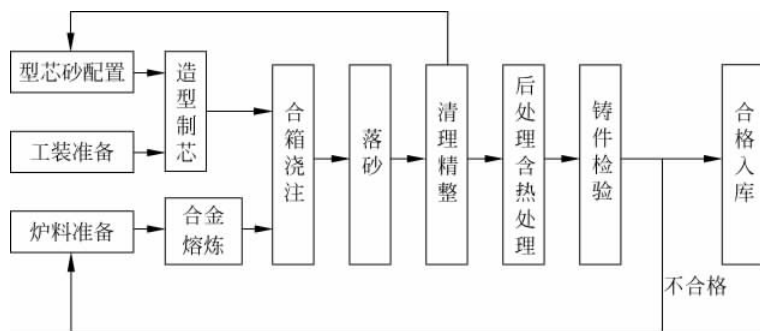 型芯砂配置
造型制芯
工装准备
炉料准备
合金
熔炼
合箱浇注
落砂
清理精整
后处理含热处理
铸件检验
合格入库
不合格